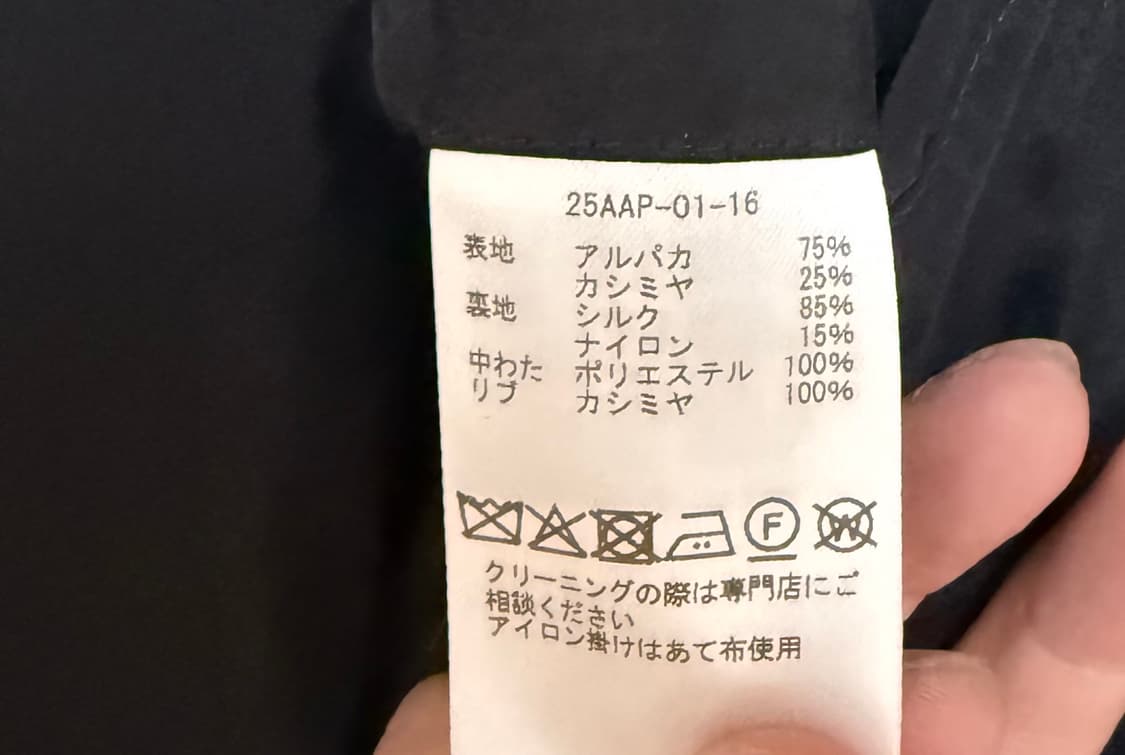 25AAP-01-16
表地 アルパカ 75%
カシミヤ 25%
裏地 シルク 85%
ナイロン 15%
中わた ポリエステル 100%
リブ カシミヤ 100%
F W
クリーニングの際は専門店にご
相談ください
アイロン掛けはあて布使用